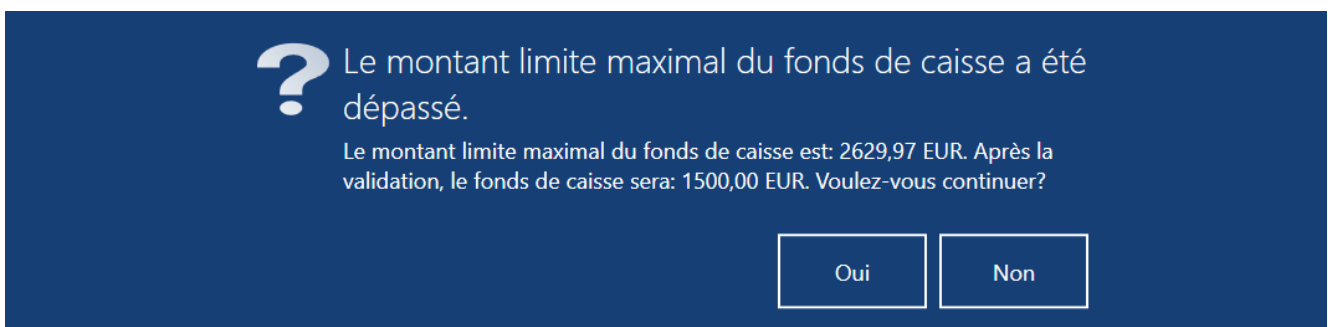 Le montant limite maximal du fonds de caisse a été
dépassé.
Le montant limite maximal du fonds de caisse est: 2629,97 EUR. Après la
validation, le fonds de caisse sera: 1500,00 EUR. Voulez-vous continuer?
Oui Non